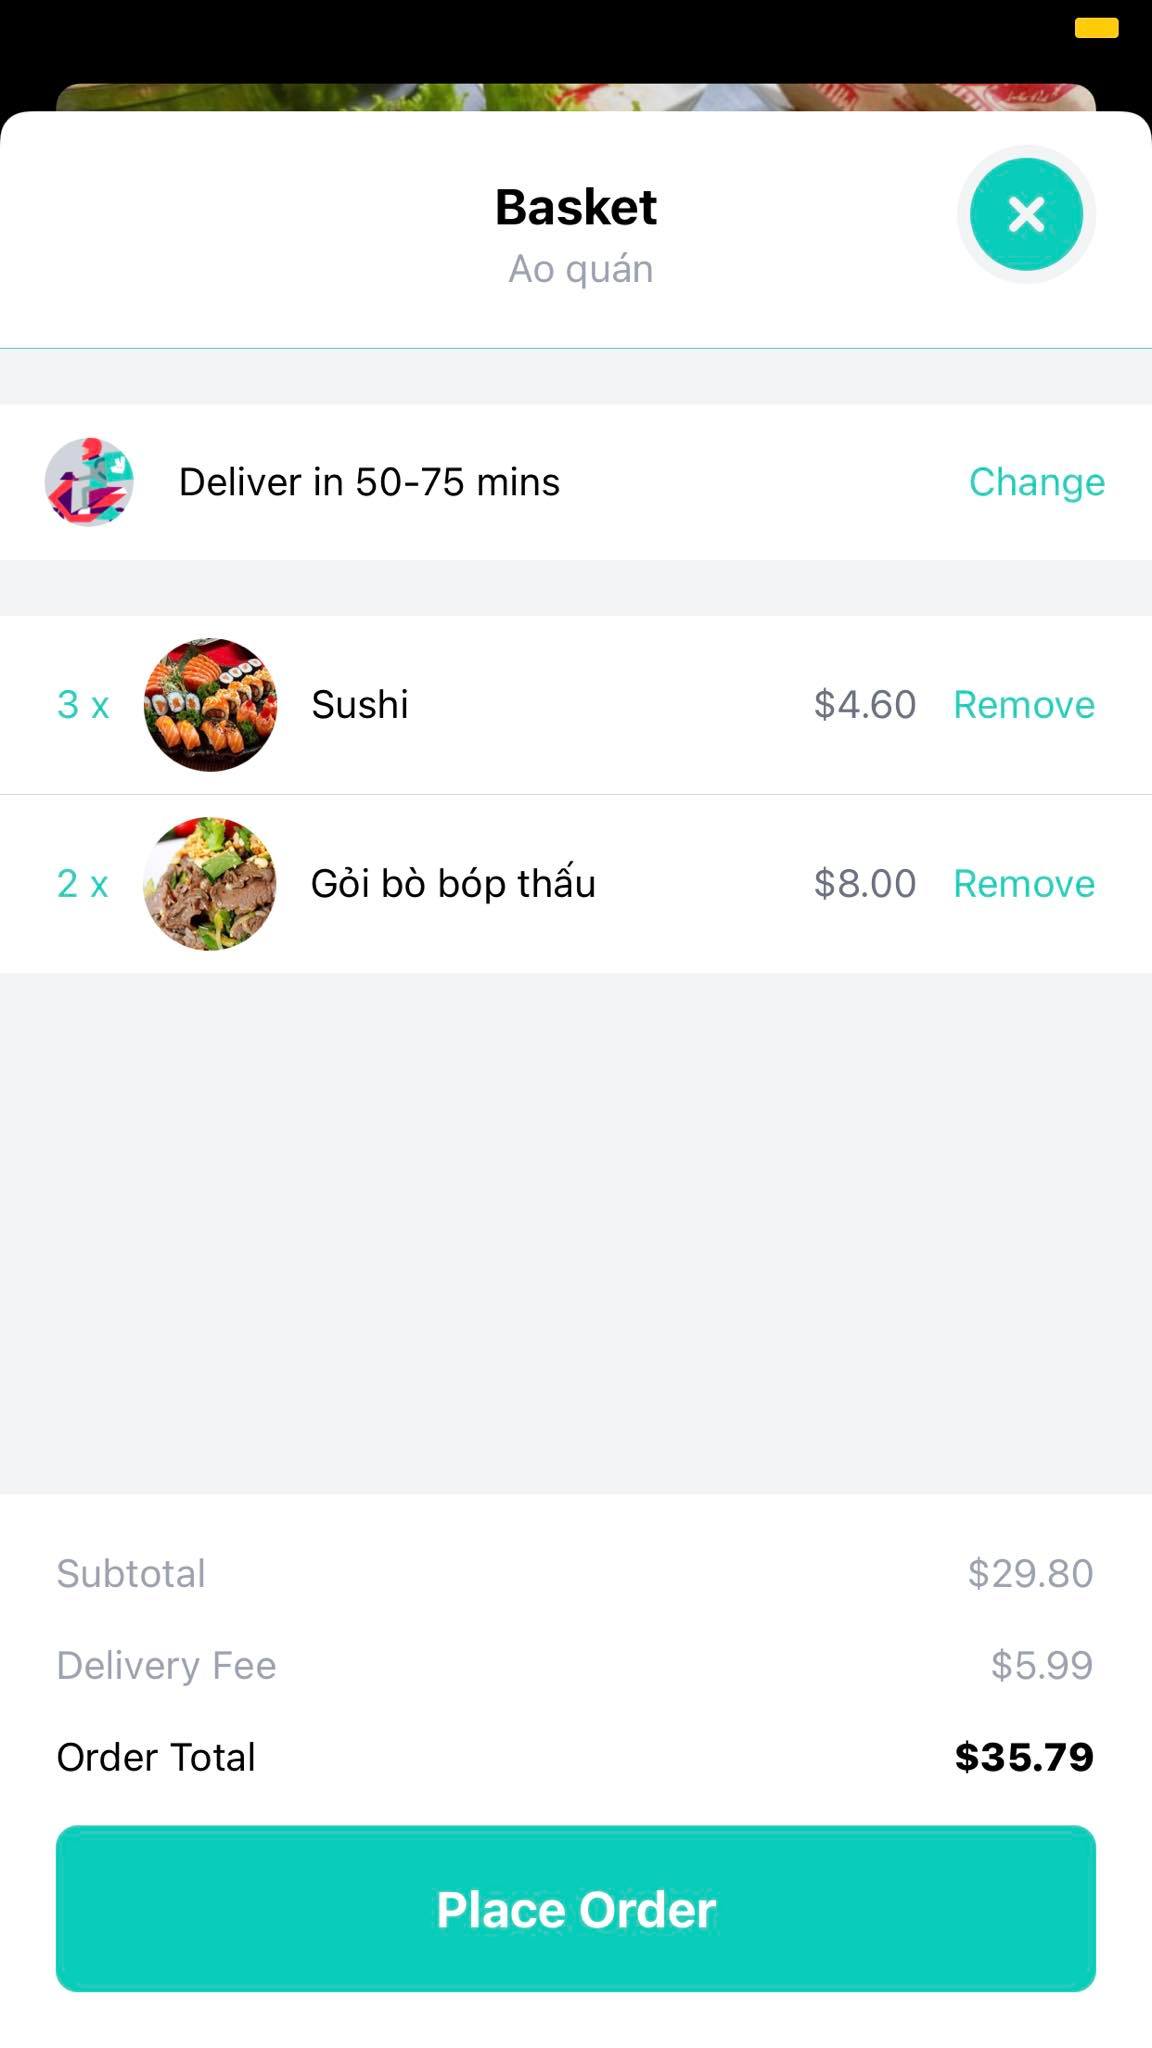 Basket
Ao quán
Deliver in 50-75 mins Change
3 x Sushi $4.60 Remove
2 x Gỏi bò bóp thấu $8.00 Remove
Subtotal $29.80
Delivery Fee $5.99
Order Total $35.79
Place Order